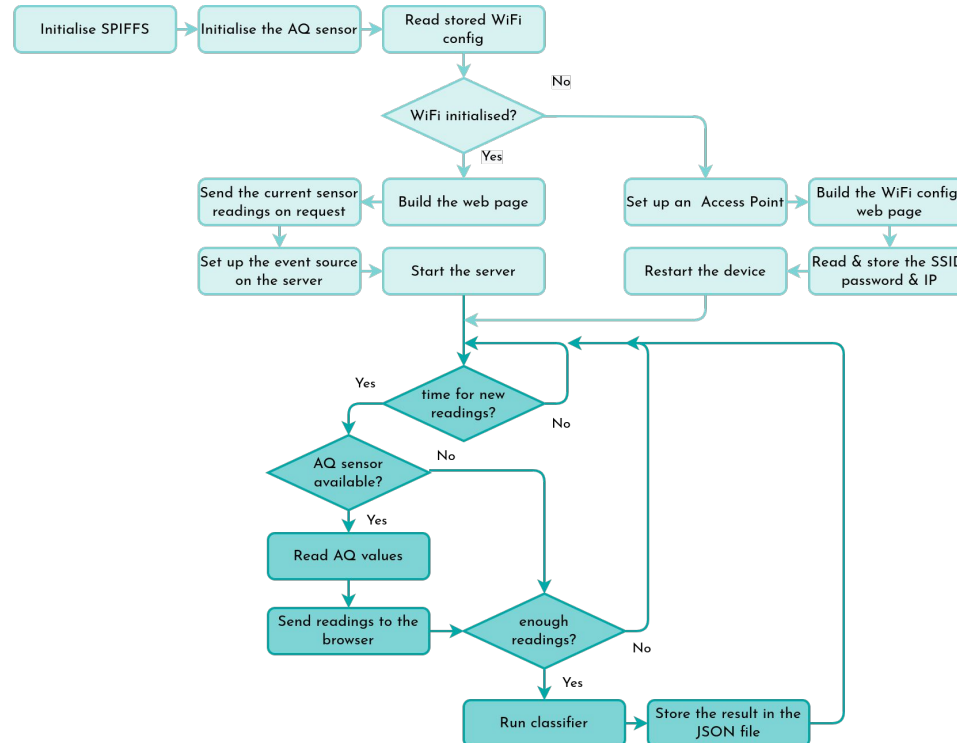 Initialise SPIFFS
Initialise the AQ sensor
Read stored WiFi
config
No
WiFi initialised?
Yes
Send the current sensor
readings on request
Build the web page
Set up an Access Point
Build the WiFi config
web page
Set up the event source
on the server
Start the server
Restart the device
Read & store the SSID
password & IP
Yes
time for new
readings?
No
AQ sensor
available?
No
Yes
Read AQ values
Send readings to the
browser
enough
readings?
No
Yes
Run classifier
Store the result in the
JSON file